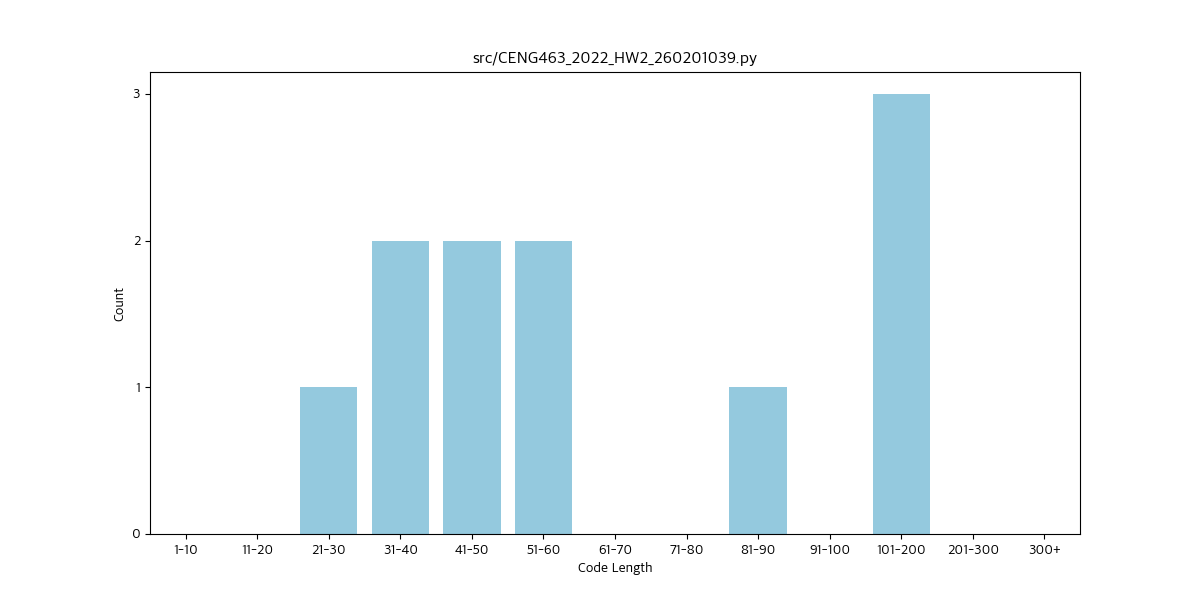 src/CENG463_2022_HW2_260201039.py
Count
3
2
1
0
1-10 11-20 21-30 31-40 41-50 51-60 61-70 71-80 81-90 91-100 101-200 201-300 300+
Code Length